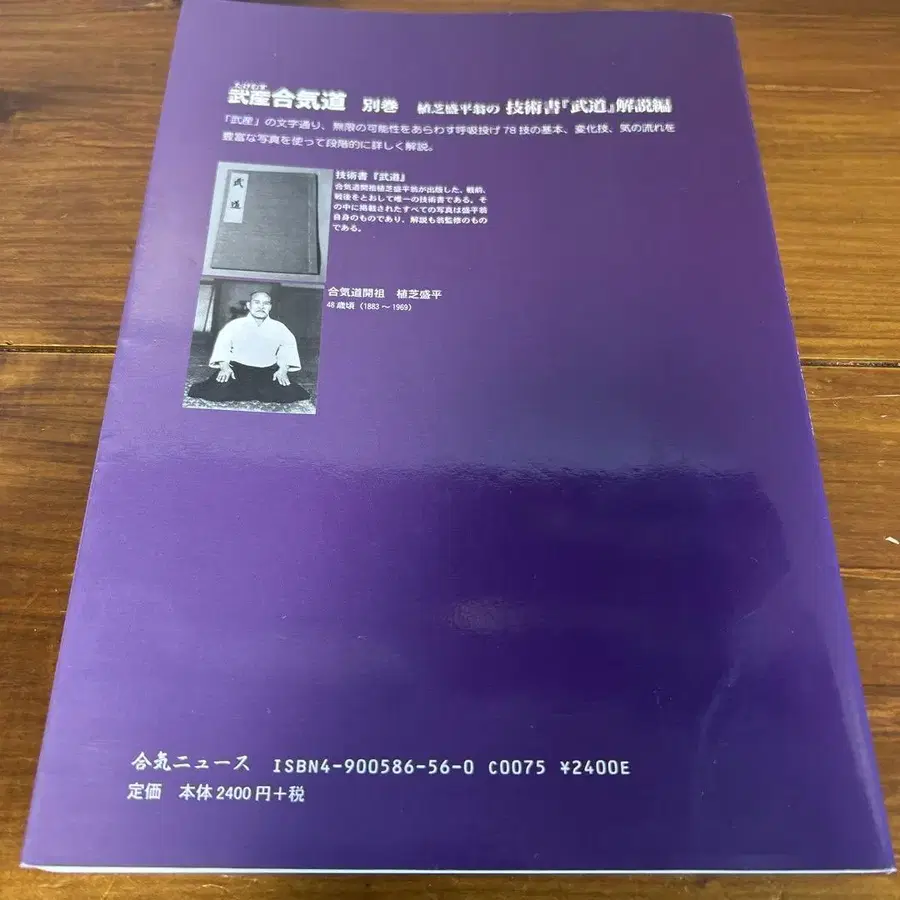 たけむす
武産合気道 別巻 植芝盛平翁の 技術書『武道』解説編
「武産」の文字通り、無限の可能性をあらわす呼吸投げ78技の基本、変化技、気の流れを
豊富な写真を使って段階的に詳しく解説。
武道
技術書『武道』
合気道開祖植芝盛平翁が出版した、戦前、
戦後をとおして唯一の技術書である。そ
の中に掲載されたすべての写真は盛平翁
自身のものであり、解説も翁監修のもの
である。
合気道開祖 植芝盛平
48歳頃(1883~1969)
合気ニュース ISBN4-900586-56-0 C0075 ¥2400E
定価 本体2400円+税